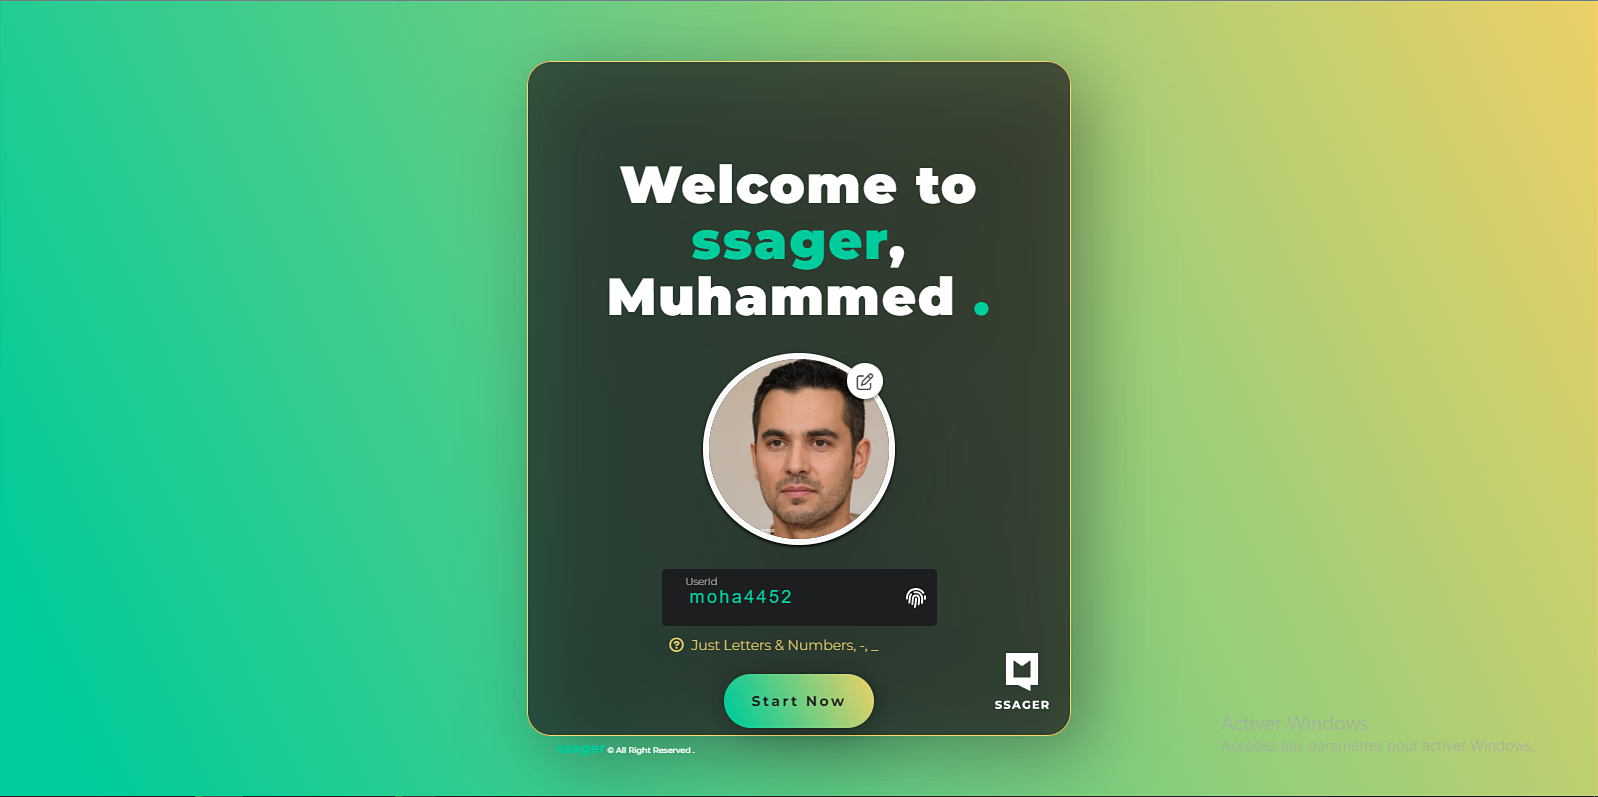 Welcome to
ssager,
Muhammed .
UserId
moha4452
Just Letters & Numbers, -, _
Start Now
SSAGER
ssager © All Right Reserved .
Activer Windows
Accédez aux paramètres pour activer Windows.